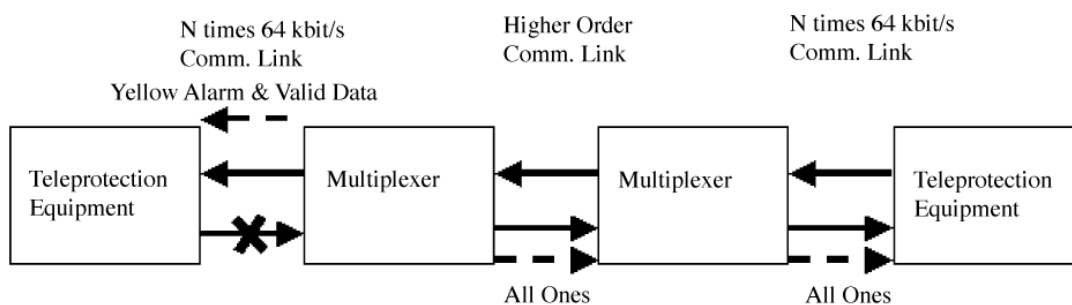 N times 64 kbit/s
Comm. Link
Higher Order
Comm. Link
N times 64 kbit/s
Comm. Link
Yellow Alarm & Valid Data
Teleprotection
Equipment
Multiplexer
Multiplexer
Teleprotection
Equipment
All Ones
All Ones